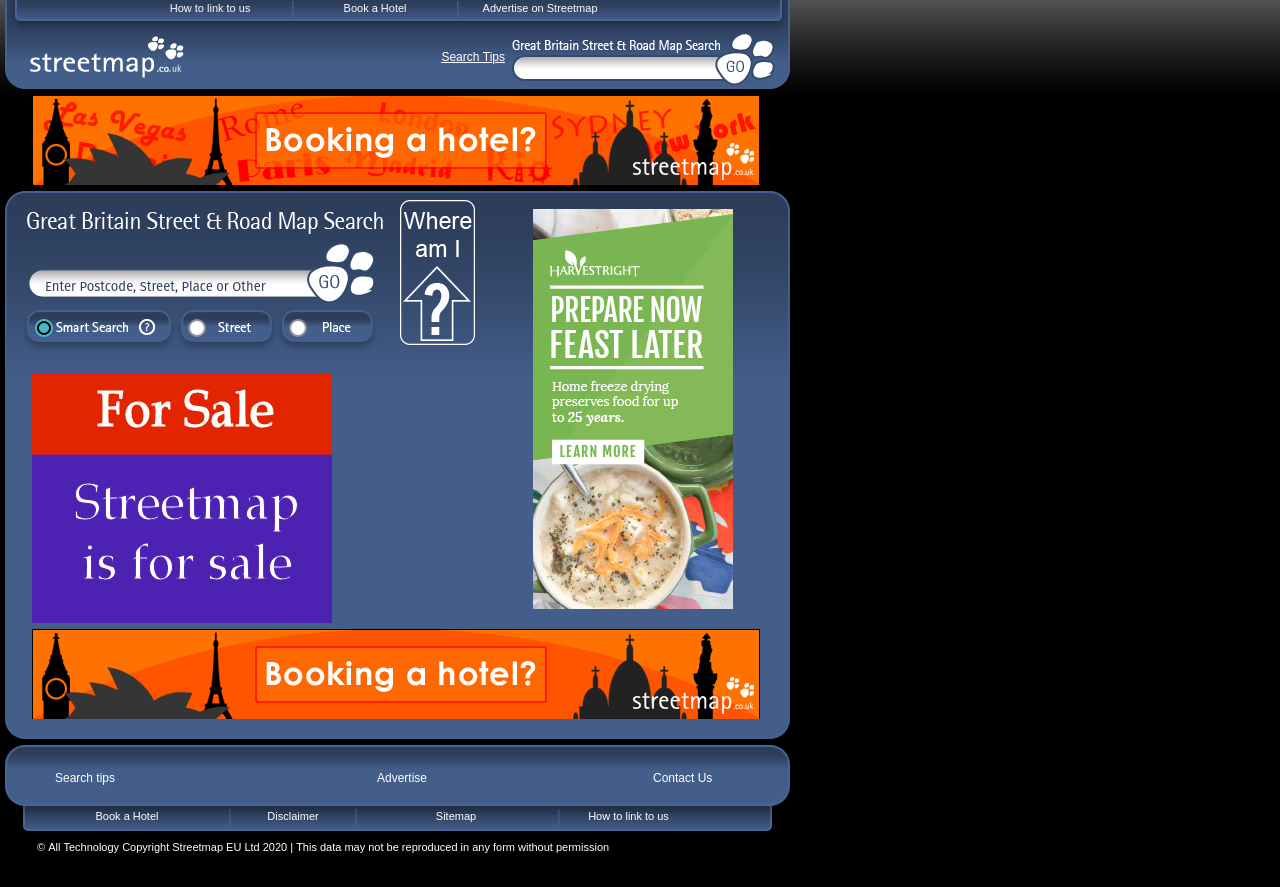 How to link to us
Book a Hotel
Advertise on Streetmap
streetmap.co.uk
Search Tips
Great Britain Street & Road Map Search
GO
Las Vegas
Rome
London
SYDNEY
New York
Paris
Madrid
Rio
Booking a hotel?
streetmap.co.uk
Great Britain Street & Road Map Search
Enter Postcode, Street, Place or Other
GO
Smart Search ?
Street
Place
Where
am I
?
HARVESTRIGHT
PREPARE NOW
FEAST LATER
Home freeze drying
preserves food for up
to 25 years.
LEARN MORE
For Sale
Streetmap
is for sale
Booking a hotel?
streetmap.co.uk
Search tips
Advertise
Contact Us
Book a Hotel
Disclaimer
Sitemap
How to link to us
© All Technology Copyright Streetmap EU Ltd 2020 | This data may not be reproduced in any form without permission